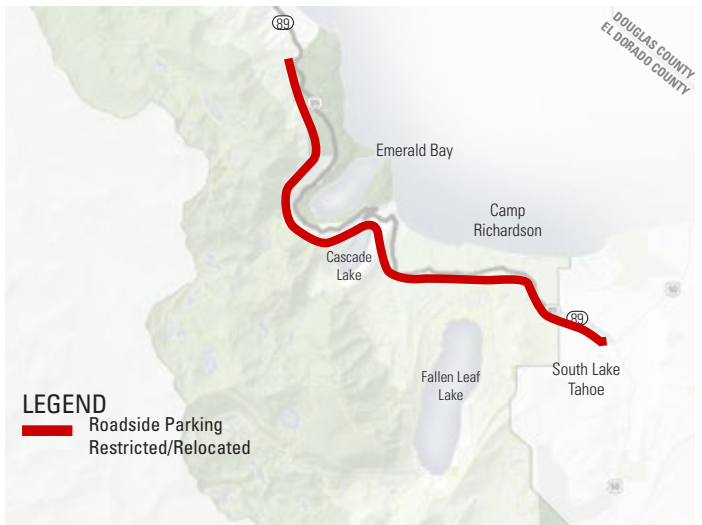 89
DOUGLAS COUNTY
EL DORADO COUNTY
89
Emerald Bay
Camp
Richardson
Cascade
Lake
89
South Lake
Tahoe
Fallen Leaf
Lake
LEGEND
Roadside Parking
Restricted/Relocated